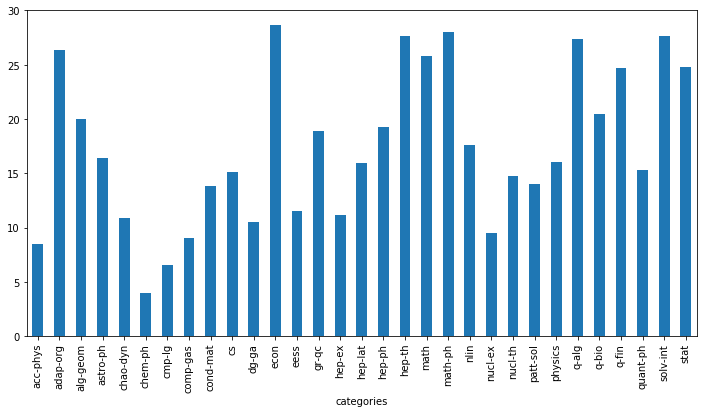 30
25
20
15
10
5
0
acc-phys
adap-org
alg-geom
astro-ph
chao-dyn
chem-ph
cmp-lg
comp-gas
cond-mat
cs
dg-ga
econ
eess
gr-qc
hep-ex
hep-lat
hep-ph
hep-th
math
math-ph
nlin
nucl-ex
nucl-th
patt-sol
physics
q-alg
q-bio
q-fin
quant-ph
solv-int
stat
categories